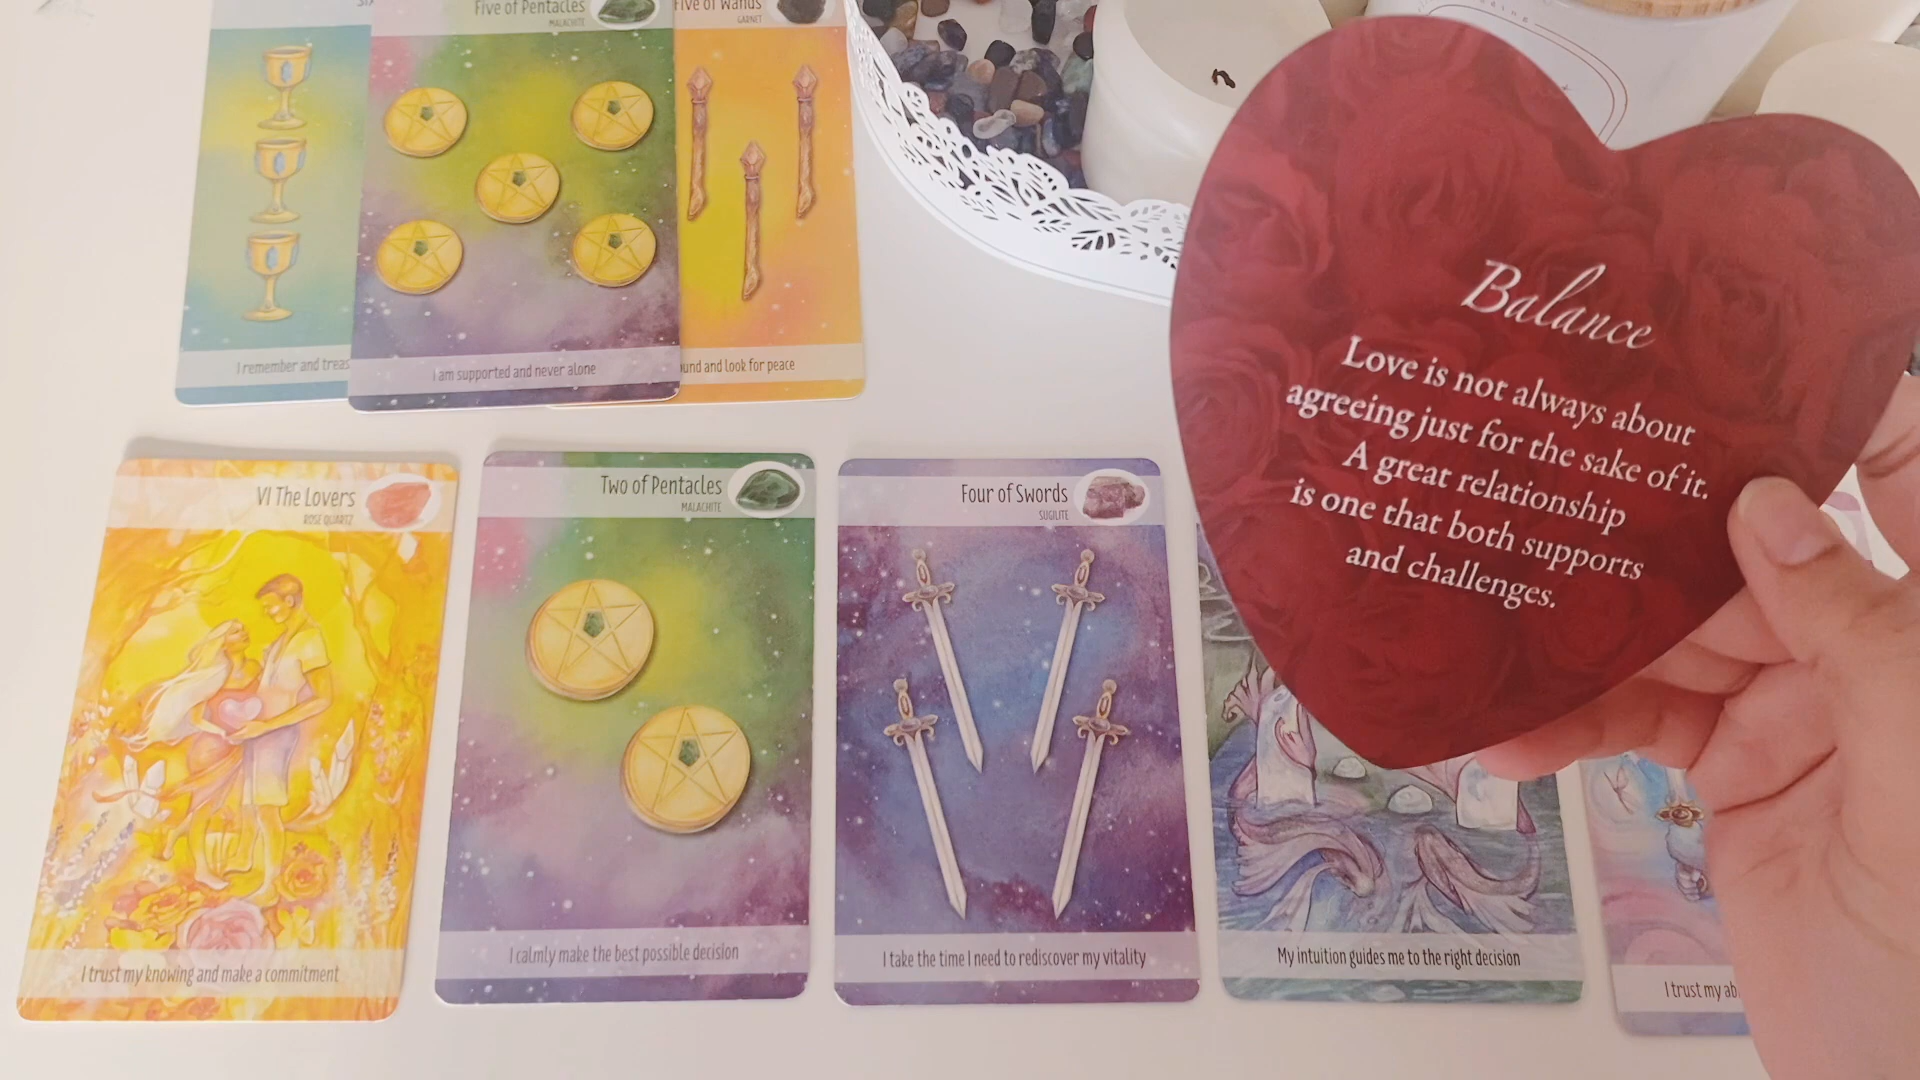 Five of Pentacles
MALACHITE
Five of Wands
GARNET
I remember and
I am supported and never alone
and look for peace
VI The Lovers
ROSE QUARTZ
I trust my knowing and make a commitment
Two of Pentacles
MALACHITE
I calmly make the best possible decision
Four of Swords
SUGILITE
I take the time I need to rediscover my vitality
My intuition guides me to the right decision
I trust my
Balance
Love is not always about
agreeing just for the sake of it.
A great relationship
is one that both supports
and challenges.